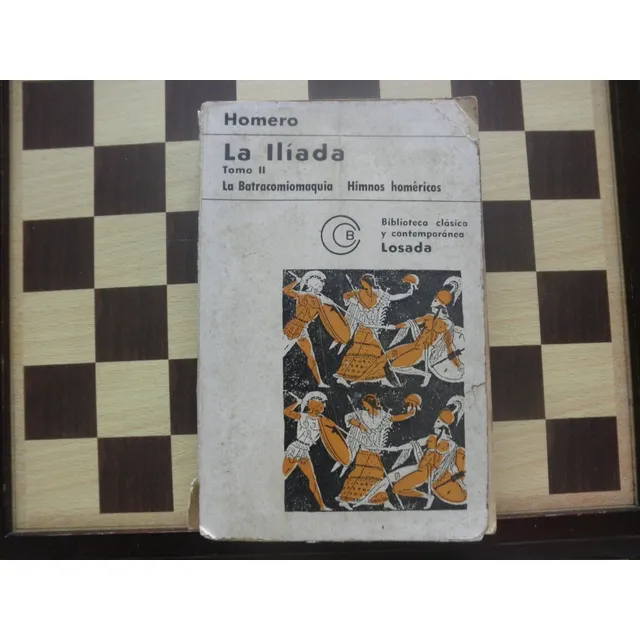 Homero
La Ilíada
Tomo II
La Batracomiomaquia Himnos homéricos
B
Biblioteca clásica
y contemporánea
Losada